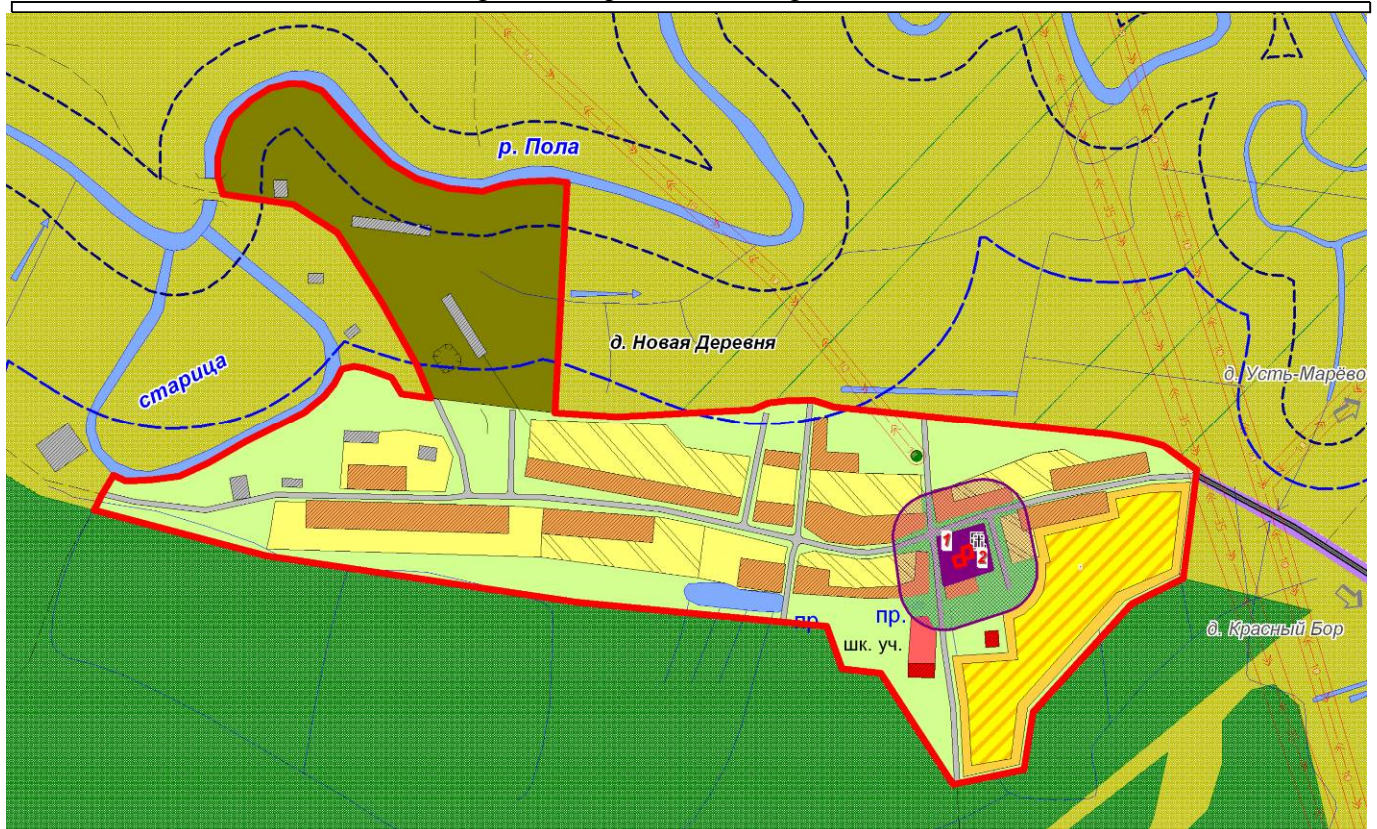 р. Пола
д. Новая Деревня
старица
д. Усть-Марёво
1
2
пр.
пр.
шк. уч.
д. Красный Бор